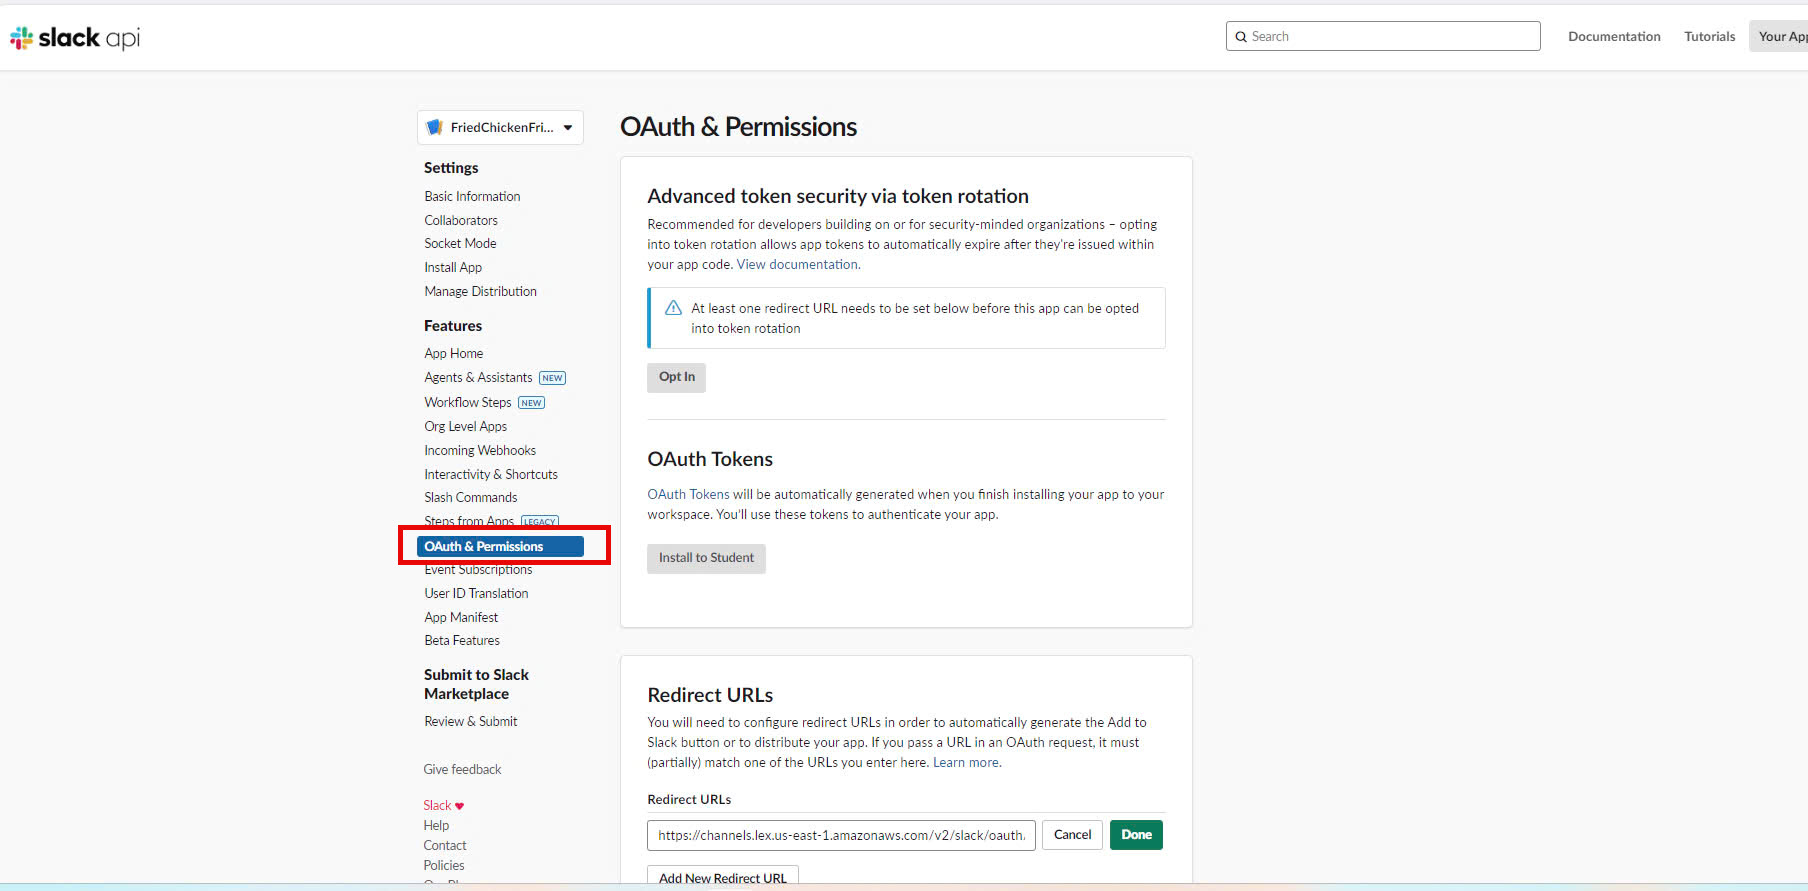 slack api
Search
Documentation
Tutorials
Your App
FriedChickenFri...
Settings
Basic Information
Collaborators
Socket Mode
Install App
Manage Distribution
Features
App Home
Agents & Assistants NEW
Workflow Steps NEW
Org Level Apps
Incoming Webhooks
Interactivity & Shortcuts
Slash Commands
Steps from Apps LEGACY
OAuth & Permissions
Event Subscriptions
User ID Translation
App Manifest
Beta Features
Submit to Slack
Marketplace
Review & Submit
Give feedback
Slack ♥
Help
Contact
Policies
OAuth & Permissions
Advanced token security via token rotation
Recommended for developers building on or for security-minded organizations – opting
into token rotation allows app tokens to automatically expire after they're issued within
your app code. View documentation.
At least one redirect URL needs to be set below before this app can be opted
into token rotation
Opt In
OAuth Tokens
OAuth Tokens will be automatically generated when you finish installing your app to your
workspace. You'll use these tokens to authenticate your app.
Install to Student
Redirect URLs
You will need to configure redirect URLs in order to automatically generate the Add to
Slack button or to distribute your app. If you pass a URL in an OAuth request, it must
(partially) match one of the URLs you enter here. Learn more.
Redirect URLs
https://channels.lex.us-east-1.amazonaws.com/v2/slack/oauth.
Cancel
Done
Add New Redirect URL